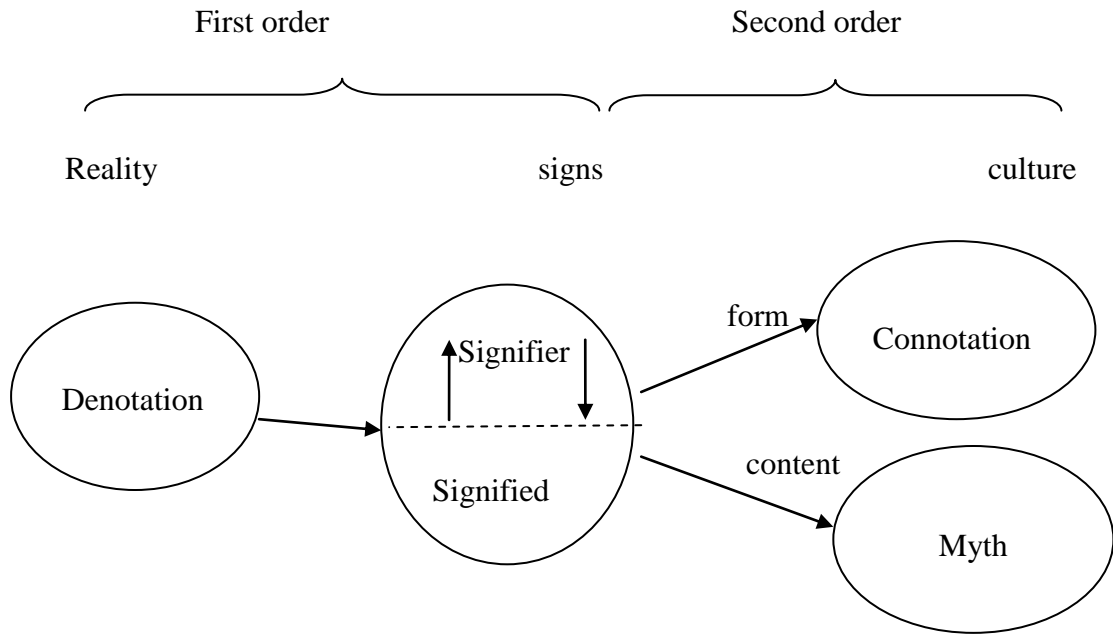 First order
Second order
Reality
signs
culture
form
Signifier
Connotation
Denotation
content
Signified
Myth